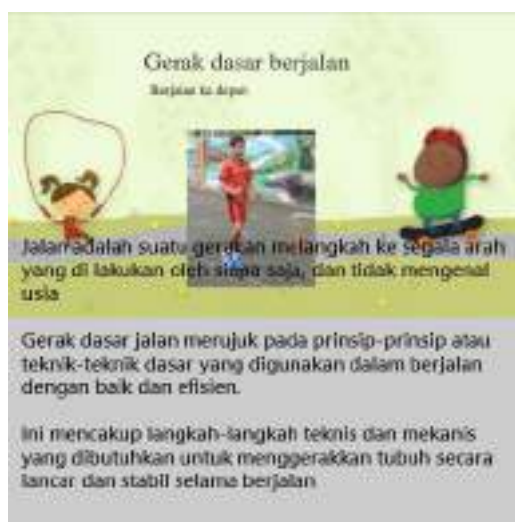 Gerak dasar berjalan
Berjalan ke depan
Jalan adalah suatu gerakan melangkah ke segala arah
yang di lakukan oleh siapa saja, dan tidak mengenal
usia
Gerak dasar jalan merujuk pada prinsip-prinsip atau
teknik-teknik dasar yang digunakan dalam berjalan
dengan baik dan efisien.
Ini mencakup langkah-langkah teknis dan mekanis
yang dibutuhkan untuk menggerakkan tubuh secara
lancar dan stabil selama berjalan